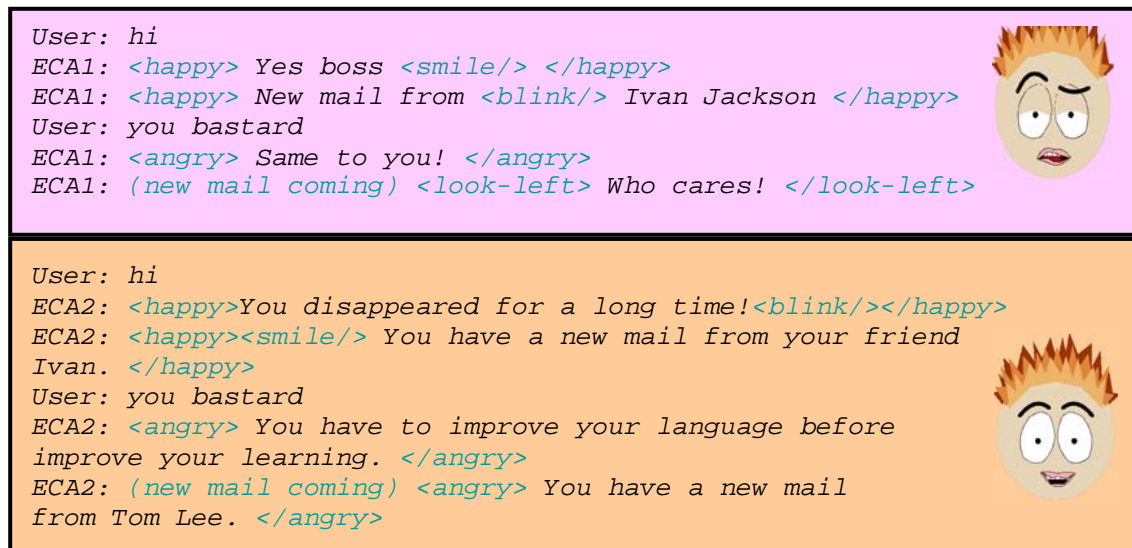 User: hi
ECA1: <happy> Yes boss <smile/> </happy>
ECA1: <happy> New mail from <blink/> Ivan Jackson </happy>
User: you bastard
ECA1: <angry> Same to you! </angry>
ECA1: (new mail coming) <look-left> Who cares! </look-left>
User: hi
ECA2: <happy>You disappeared for a long time!<blink/></happy>
ECA2: <happy><smile/> You have a new mail from your friend
Ivan. </happy>
User: you bastard
ECA2: <angry> You have to improve your language before
improve your learning. </angry>
ECA2: (new mail coming) <angry> You have a new mail
from Tom Lee. </angry>